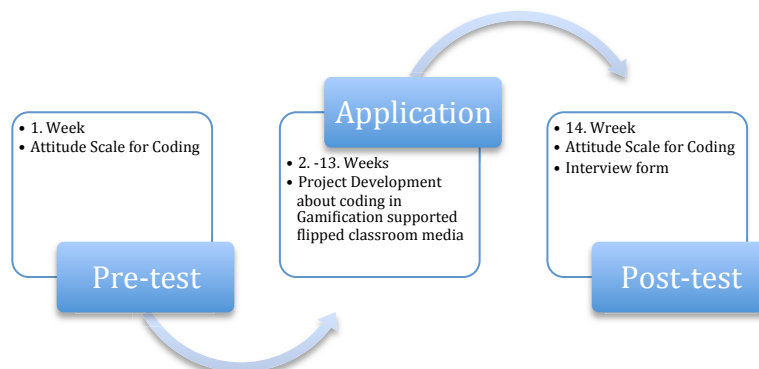 • 1. Week
• Attitude Scale for Coding
Pre-test
Application
• 2. -13. Weeks
• Project Development
about coding in
Gamification supported
flipped classroom media
• 14. Wreek
• Attitude Scale for Coding
• Interview form
Post-test